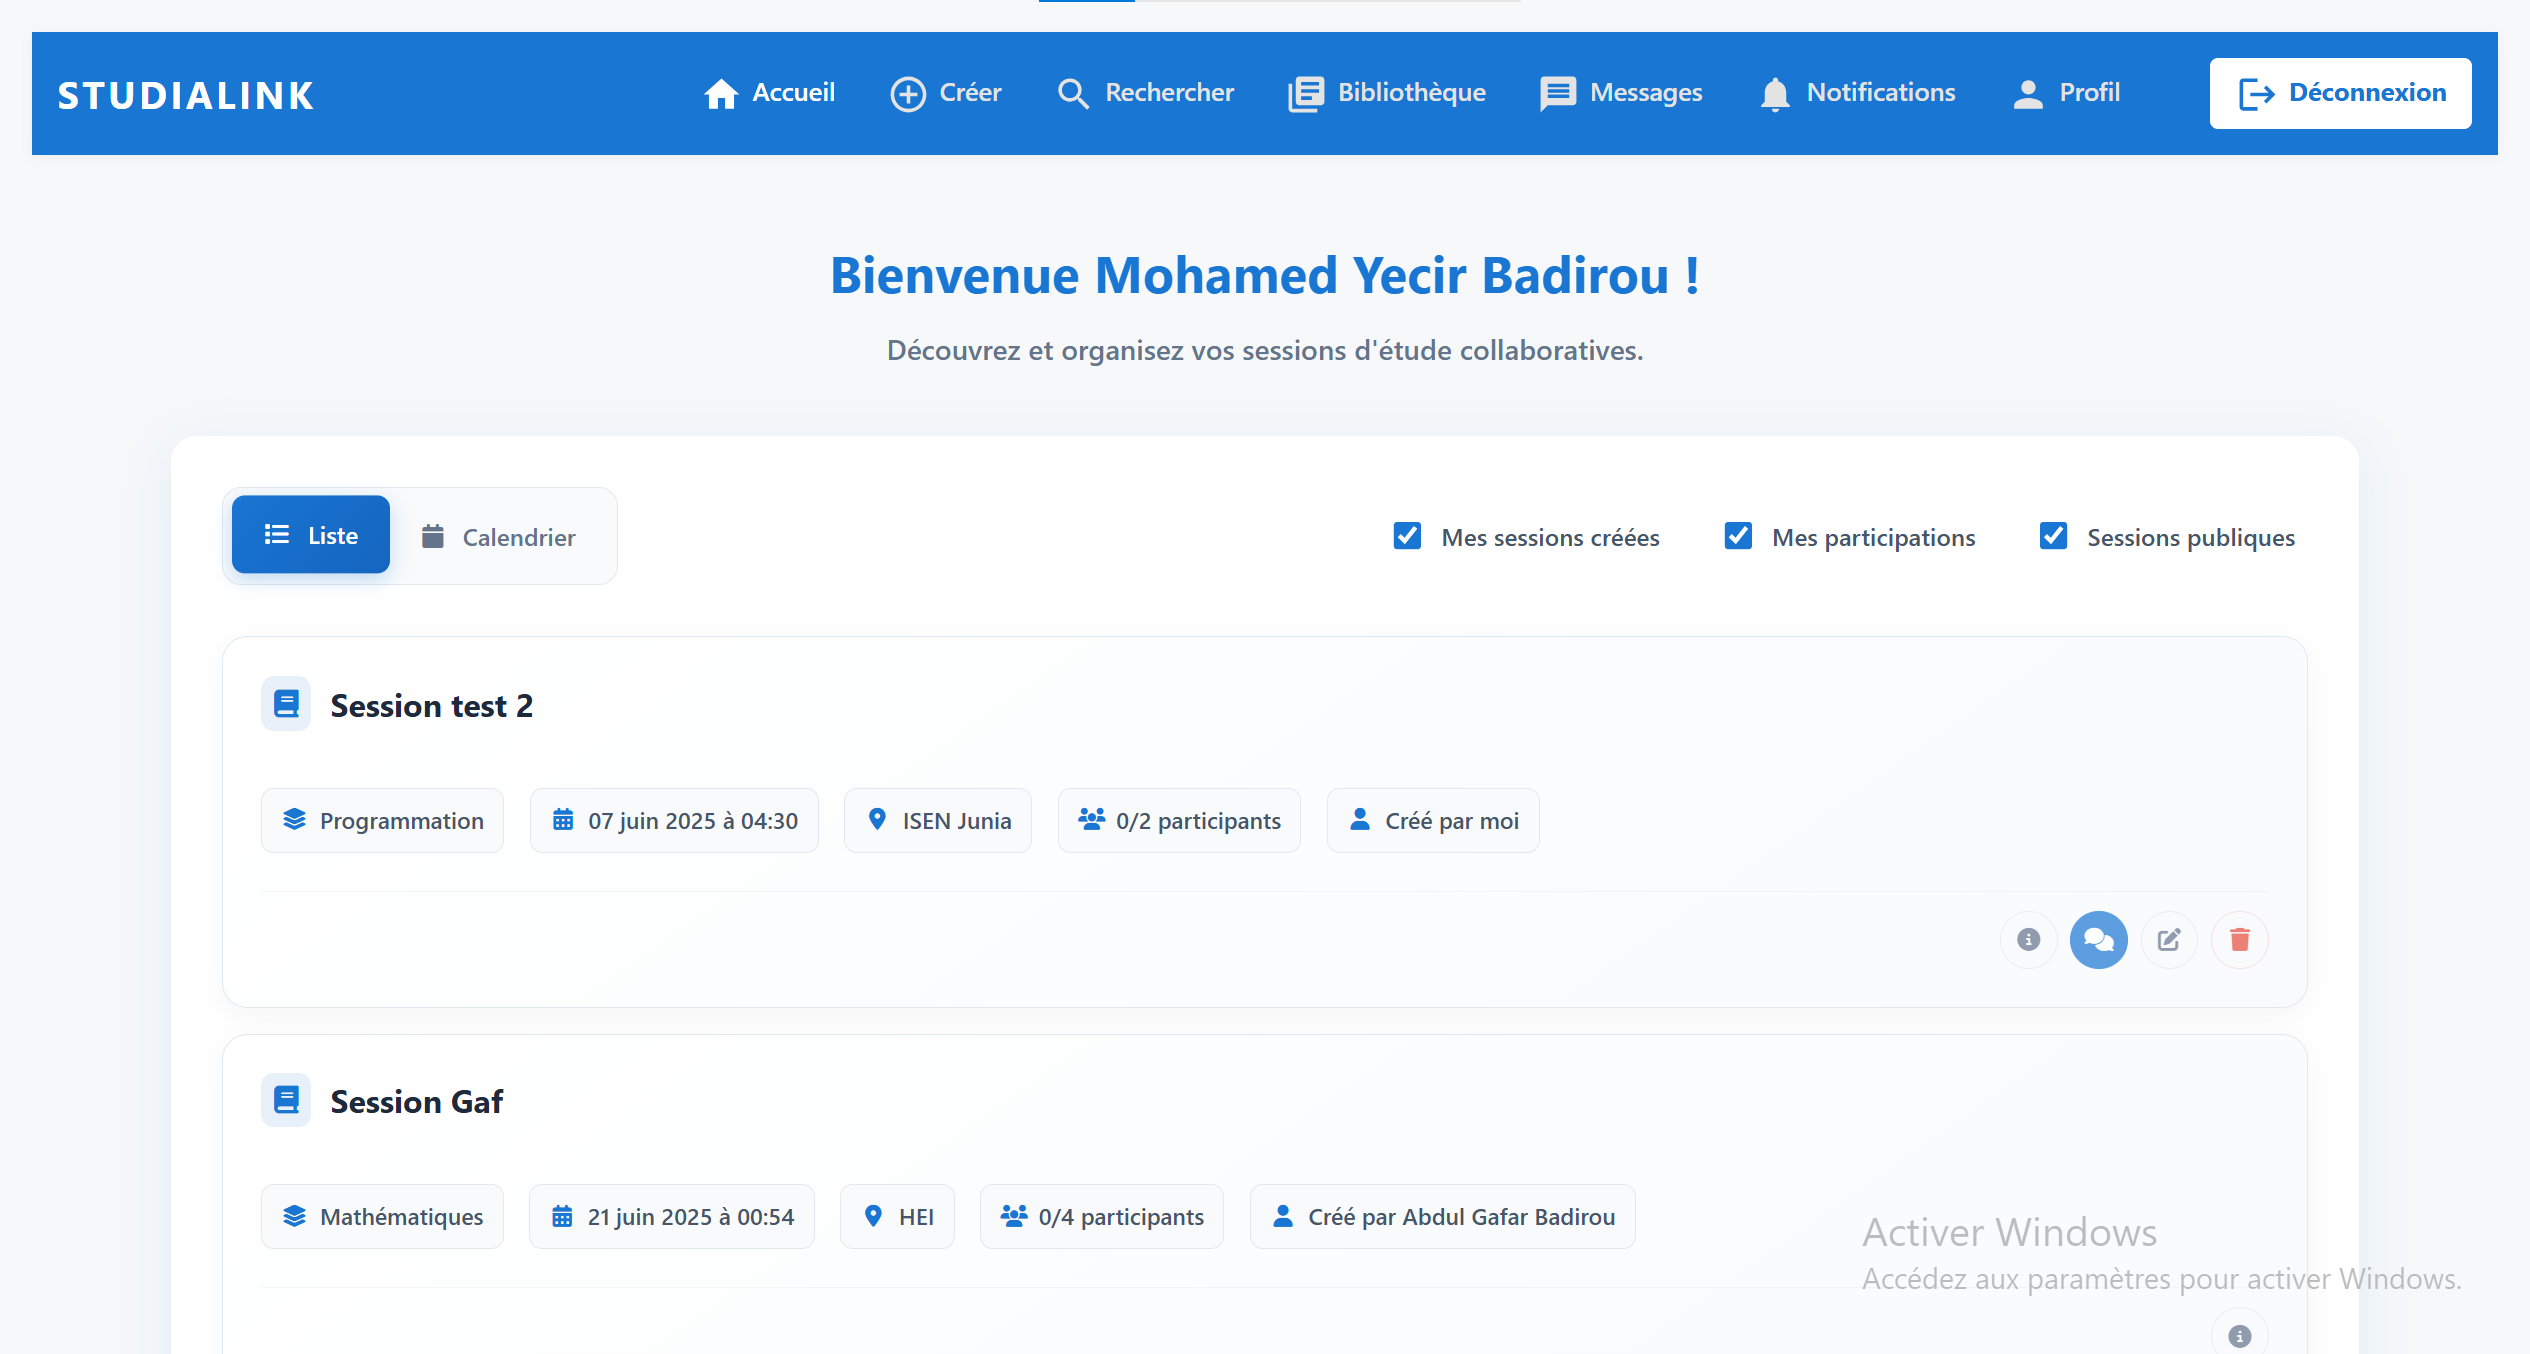 STUDIALINK
Accueil
Créer
Rechercher
Bibliothèque
Messages
Notifications
Profil
Déconnexion
Bienvenue Mohamed Yecir Badirou !
Découvrez et organisez vos sessions d'étude collaboratives.
Liste
Calendrier
Mes sessions créées
Mes participations
Sessions publiques
Session test 2
Programmation
07 juin 2025 à 04:30
ISEN Junia
0/2 participants
Créé par moi
Session Gaf
Mathématiques
21 juin 2025 à 00:54
HEI
0/4 participants
Créé par Abdul Gafar Badirou
Activer Windows
Accédez aux paramètres pour activer Windows.